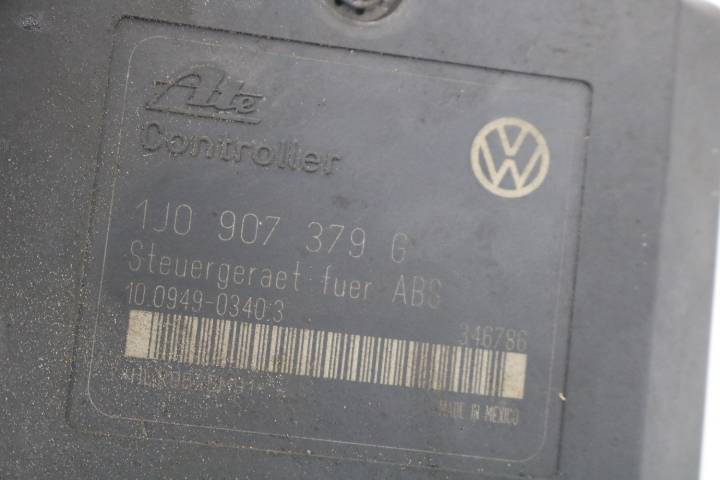 Ate
Controller
1J0 907 379 G
Steuergeraet fuer ABS
10.0949-0340.3
346786
MADE IN MEXICO